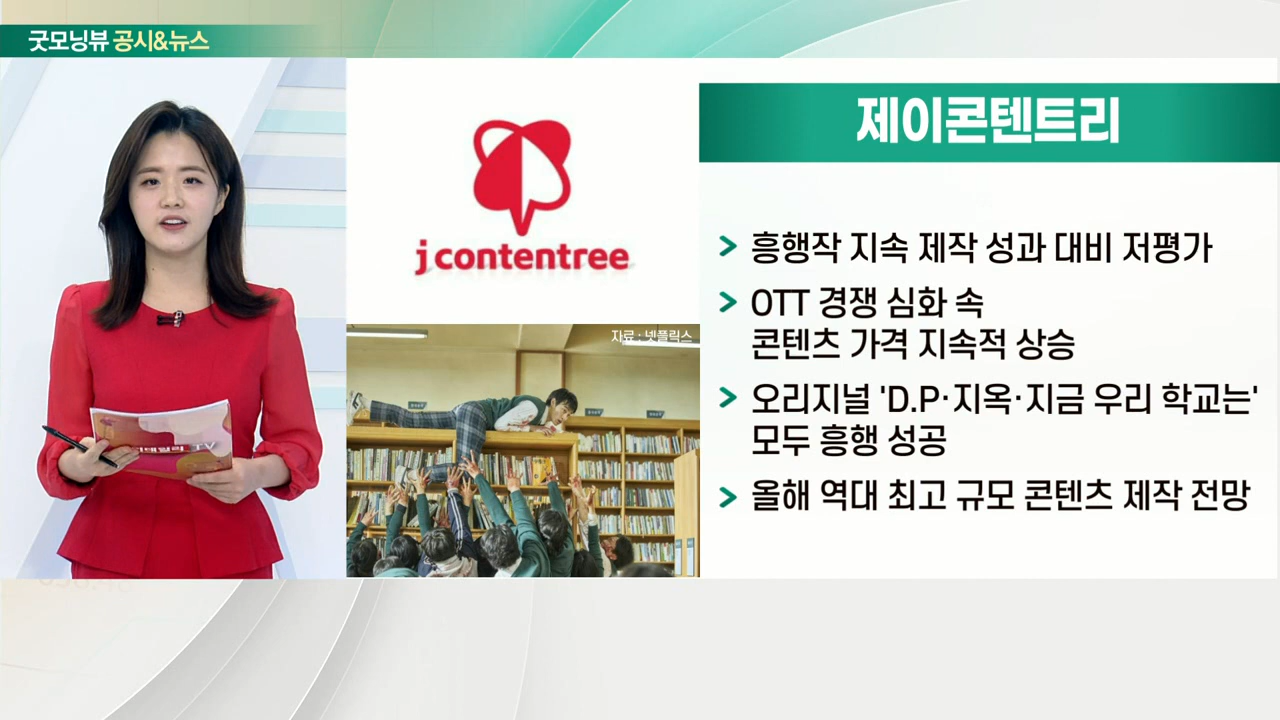 굿모닝뷰 공시&뉴스
제이콘텐트리
j contentree
자료 : 넷플릭스
흥행작 지속 제작 성과 대비 저평가
OTT 경쟁 심화 속
콘텐츠 가격 지속적 상승
오리지널 'D.P·지옥·지금 우리 학교는'
모두 흥행 성공
올해 역대 최고 규모 콘텐츠 제작 전망